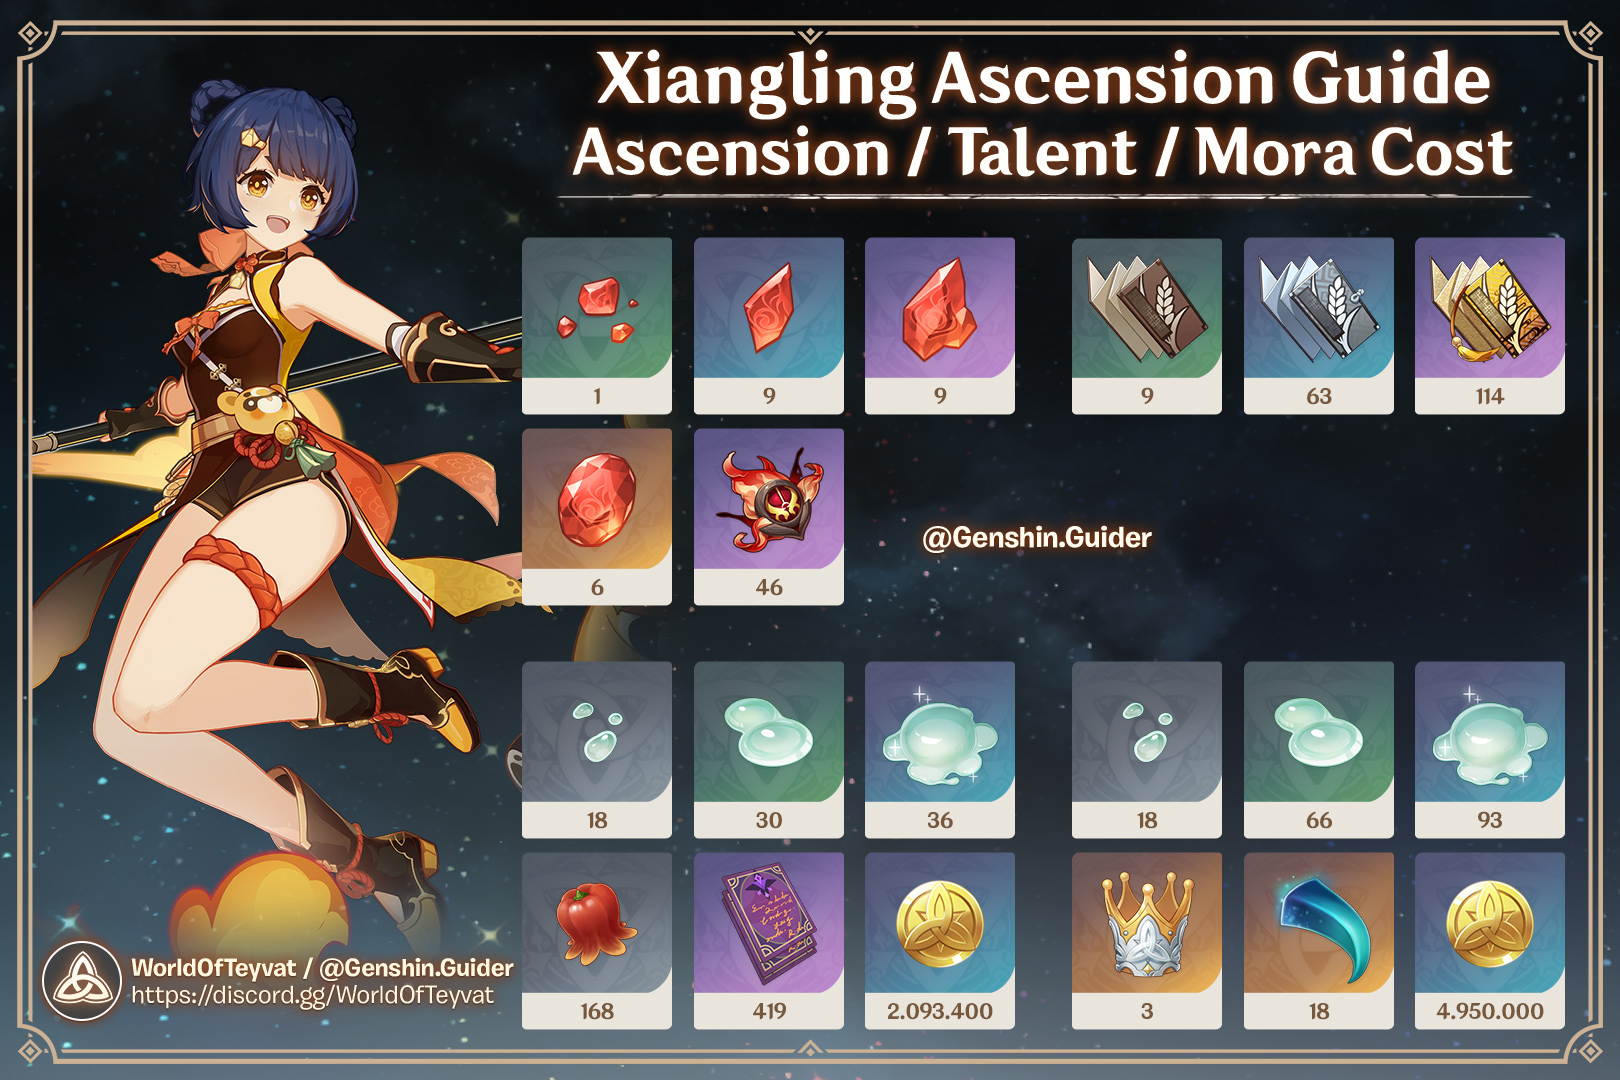 Xiangling Ascension Guide
Ascension / Talent / Mora Cost
1 9 9 9 63 114
6 46
@Genshin.Guider
18 30 36 18 66 93
168 419 2.093.400 3 18 4.950.000
WorldOfTeyvat / @Genshin.Guider
https://discord.gg/WorldOfTeyvat